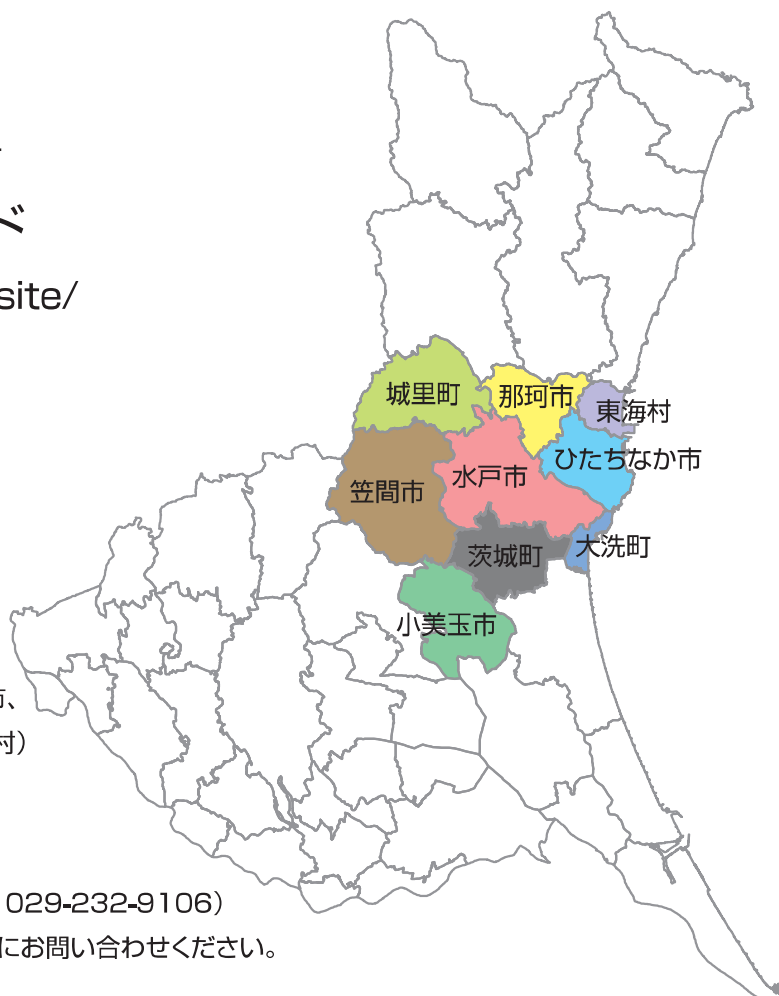 ド
site/
城里町
那珂市
東海村
ひたちなか市
水戸市
笠間市
茨城町
大洗町
小美玉市
市、
村）
029-232-9106）
にお問い合わせください。